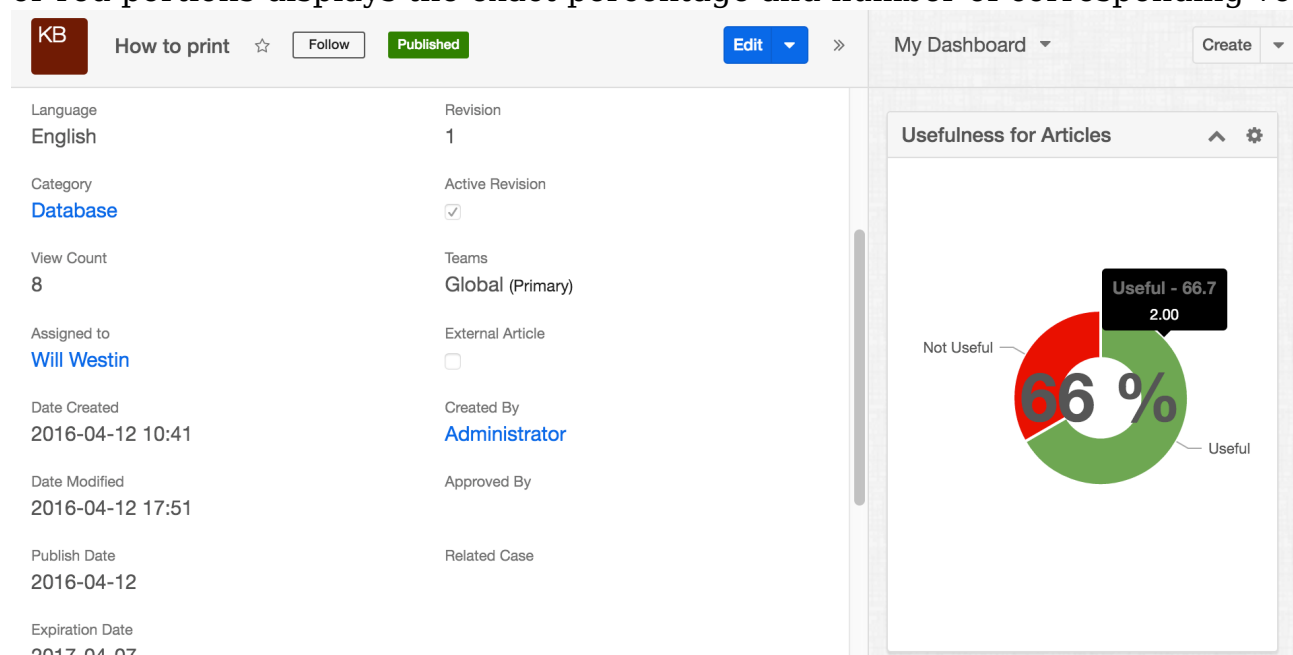 KB
How to print
Follow
Published
Edit
»
My Dashboard
Create
Language
English
Revision
1
Category
Database
Active Revision
View Count
8
Teams
Global (Primary)
Assigned to
Will Westin
External Article
Date Created
2016-04-12 10:41
Created By
Administrator
Date Modified
2016-04-12 17:51
Approved By
Publish Date
2016-04-12
Related Case
Expiration Date
Usefulness for Articles
Useful - 66.7
2.00
Not Useful
66 %
Useful